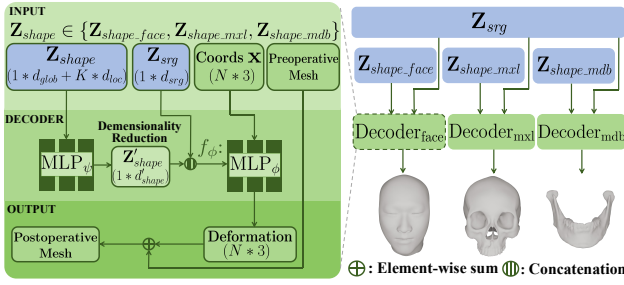 INPUT
Z_shape ∈ {Z_shape_face, Z_shape_mxl, Z_shape_mdb}
Z_shape
(1 * d_glob + K * d_loc)
Z_srg
(1 * d_srg)
Coords X
(N * 3)
Preoperative
Mesh
DECODER
Demensionality
Reduction
MLP_ψ
Z'_shape
(1 * d'_shape)
f_ϕ:
MLP_ϕ
OUTPUT
Postoperative
Mesh
Deformation
(N * 3)
Z_srg
Z_shape_face
Z_shape_mxl
Z_shape_mdb
Decoder_face
Decoder_mxl
Decoder_mdb
⊕: Element-wise sum
: Concatenation